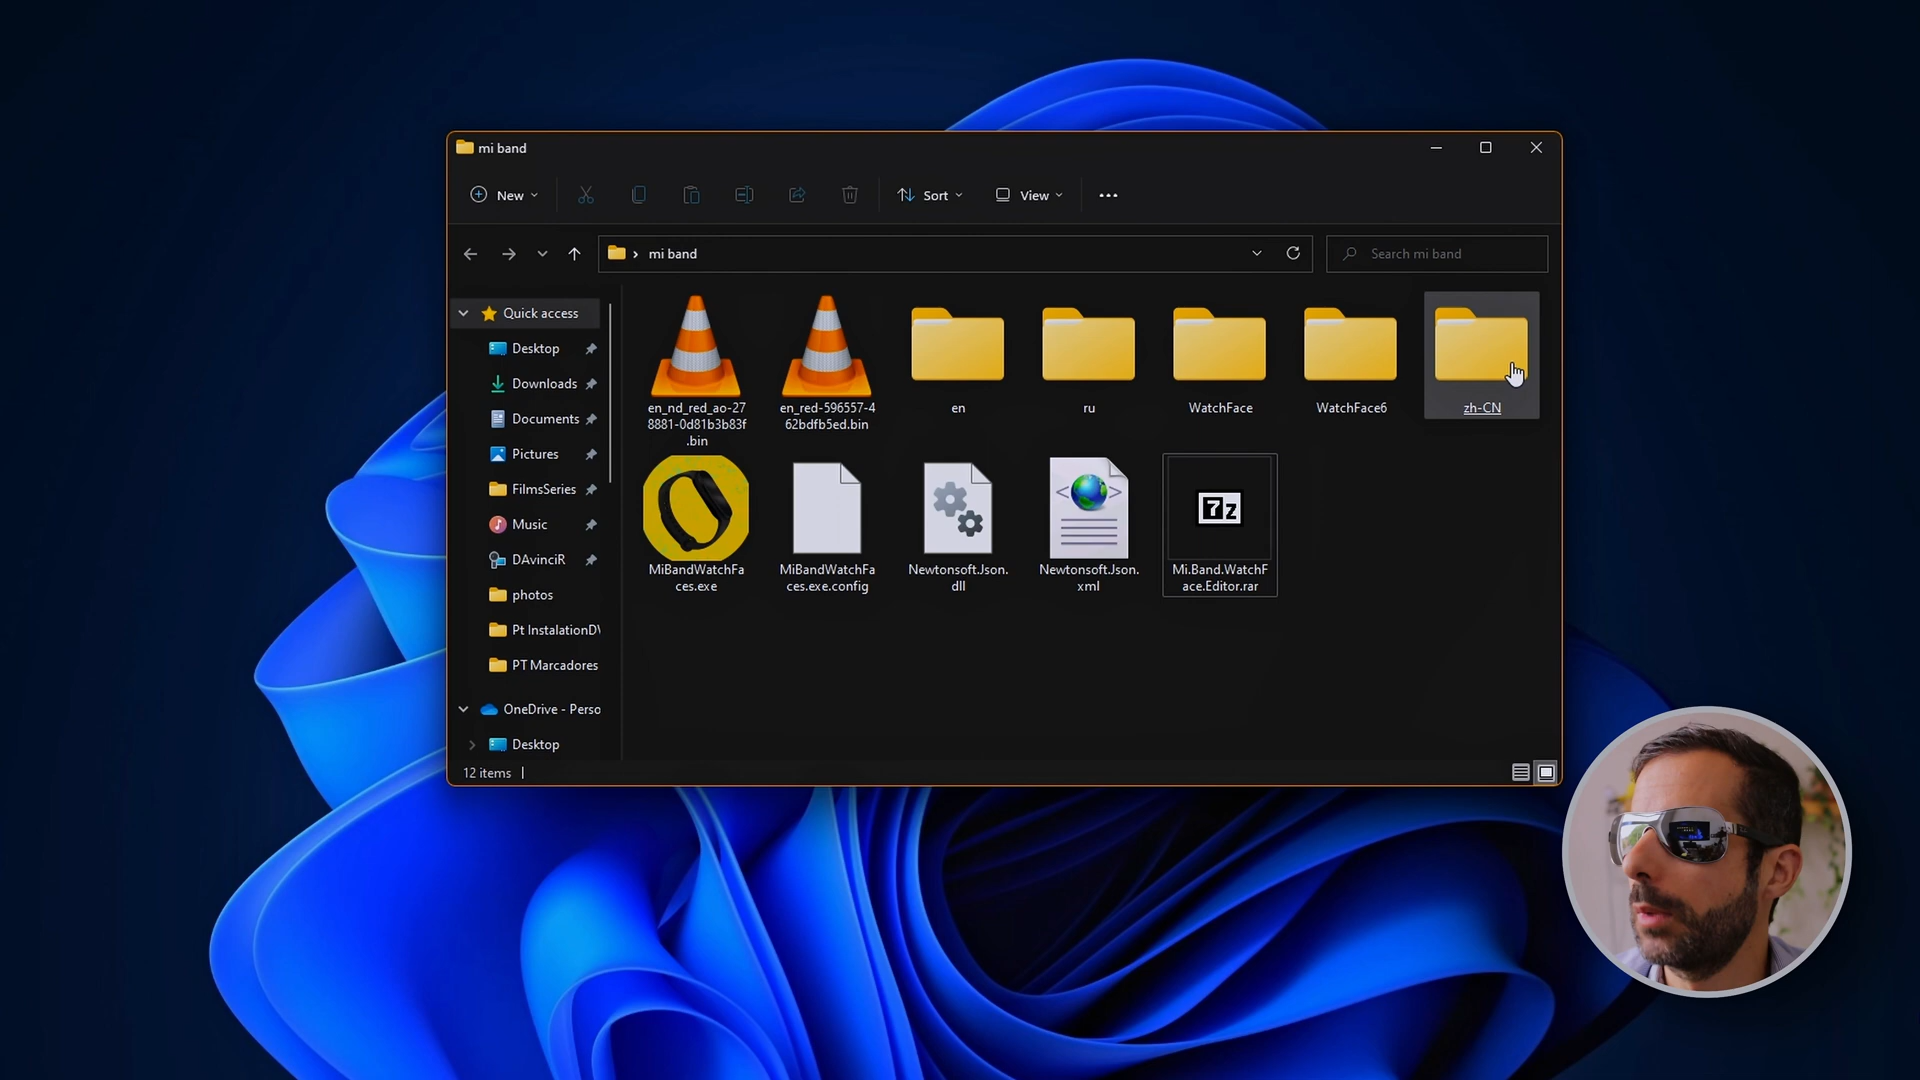 mi band
New
Sort
View
mi band
Search mi band
Quick access
Desktop
Downloads
Documents
Pictures
FilmsSeries
Music
DAvinciR
photos
Pt InstalationDV
PT Marcadores
OneDrive - Perso
Desktop
en_nd_red_ao-27
8881-0d81b3b83f
.bin
en_red-596557-4
62bdfb5ed.bin
en
ru
WatchFace
WatchFace6
zh-CN
MiBandWatchFa
ces.exe
MiBandWatchFa
ces.exe.config
Newtonsoft.Json.
dll
Newtonsoft.Json.
xml
7z
Mi.Band.WatchF
ace.Editor.rar
12 items